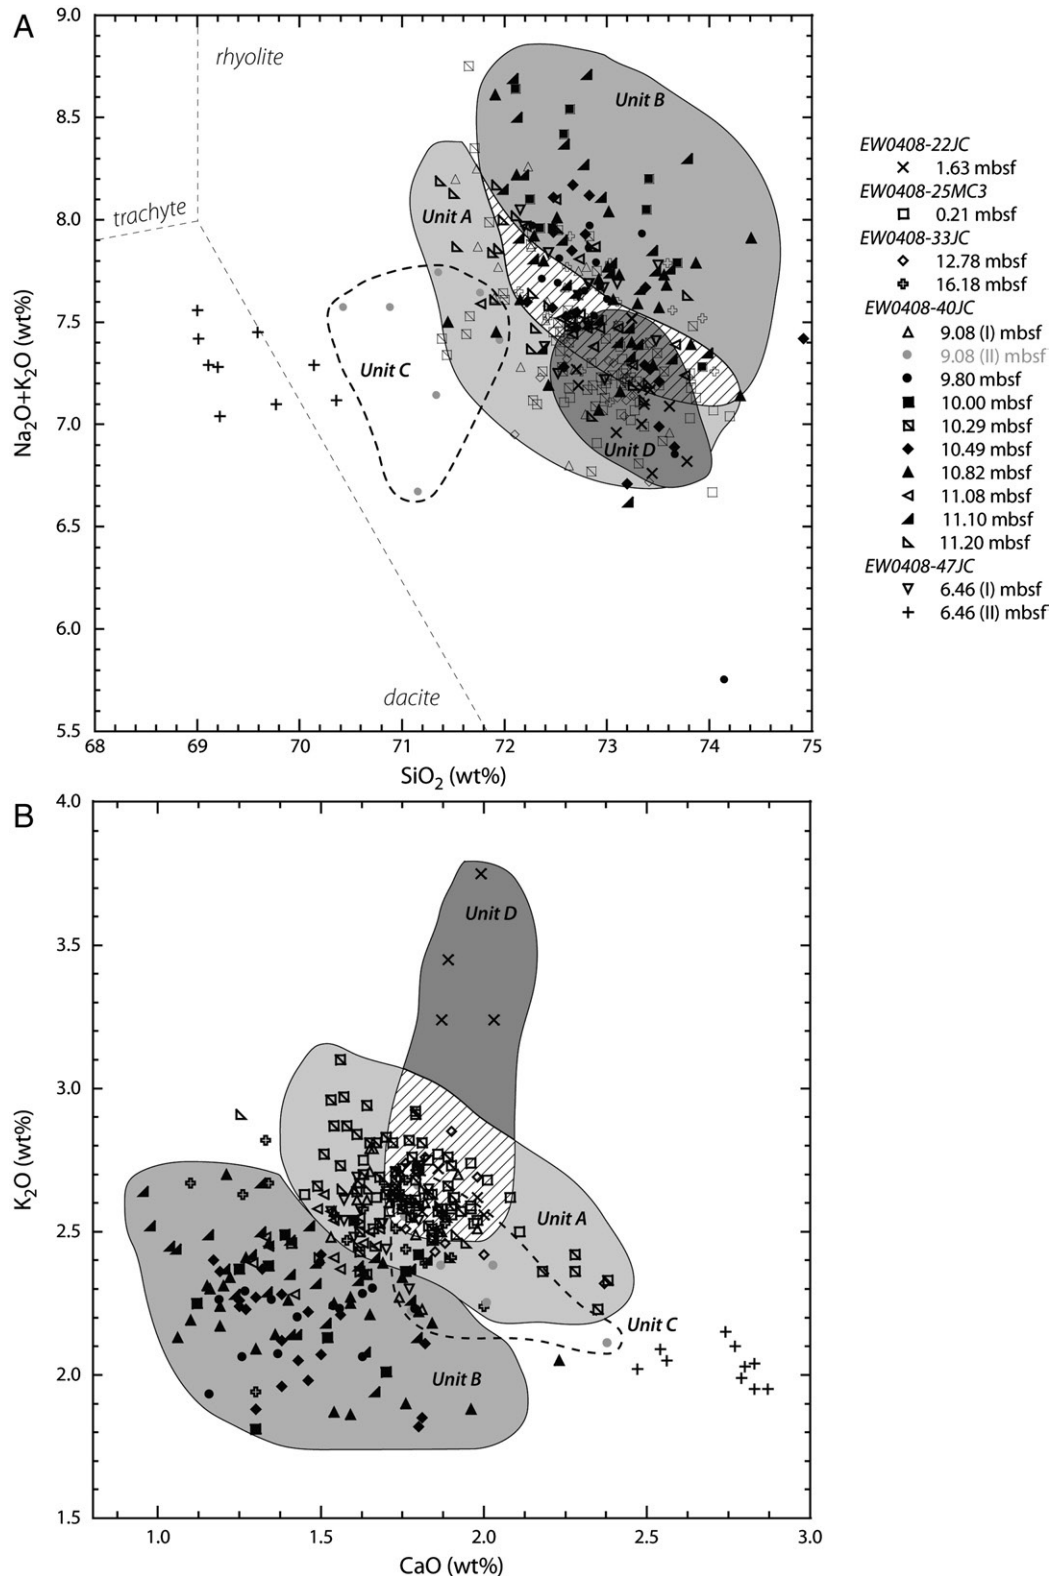 A
9.0
8.5
8.0
7.5
7.0
6.5
6.0
5.5
Na2O+K2O (wt%)
rhyolite
trachyte
dacite
Unit B
Unit A
Unit C
Unit D
68
69
70
71
72
73
74
75
SiO2 (wt%)
EW0408-22JC
1.63 mbsf
EW0408-25MC3
0.21 mbsf
EW0408-33JC
12.78 mbsf
16.18 mbsf
EW0408-40JC
9.08 (I) mbsf
9.08 (II) mbsf
9.80 mbsf
10.00 mbsf
10.29 mbsf
10.49 mbsf
10.82 mbsf
11.08 mbsf
11.10 mbsf
11.20 mbsf
EW0408-47JC
6.46 (I) mbsf
6.46 (II) mbsf
B
4.0
3.5
3.0
2.5
2.0
1.5
K2O (wt%)
Unit D
Unit A
Unit C
Unit B
1.0
1.5
2.0
2.5
3.0
CaO (wt%)